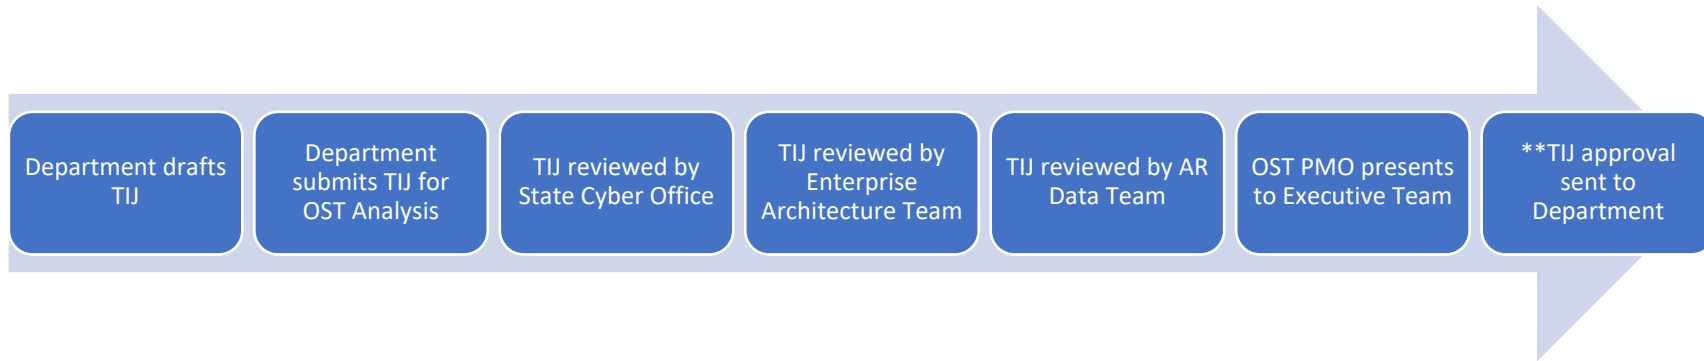 Department drafts
TIJ
Department
submits TIJ for
OST Analysis
TIJ reviewed by
State Cyber Office
TIJ reviewed by
Enterprise
Architecture Team
TIJ reviewed by AR
Data Team
OST PMO presents
to Executive Team
**TIJ approval
sent to
Department